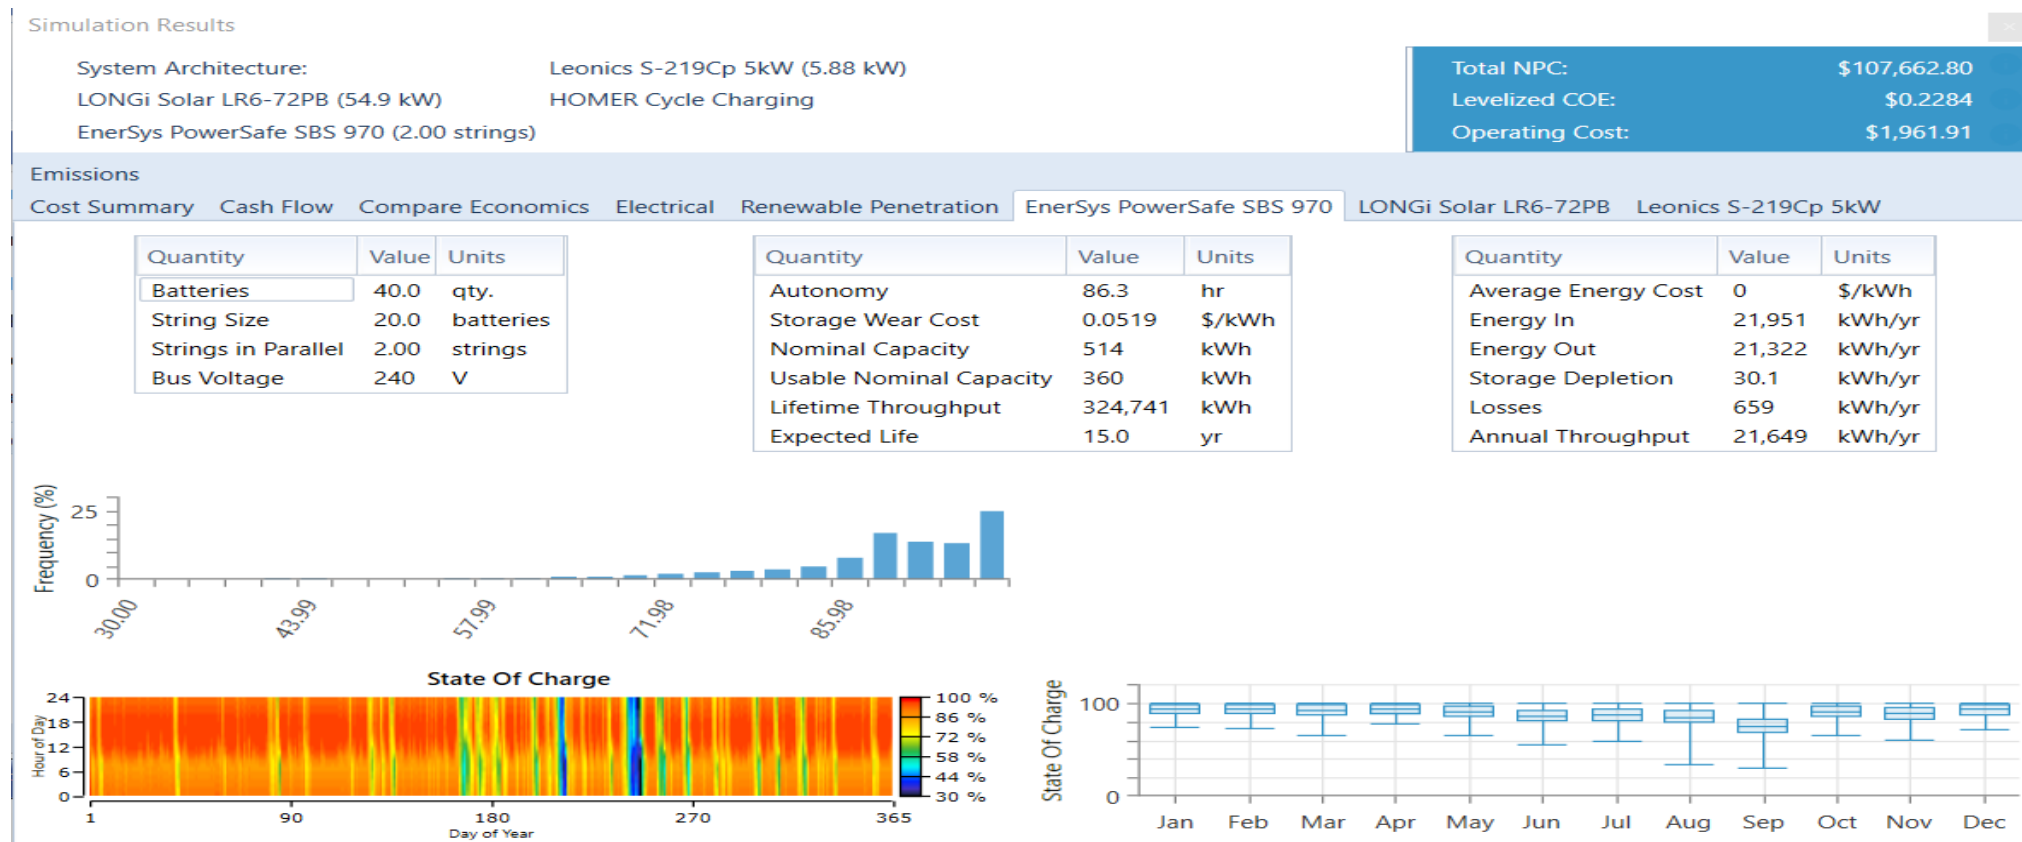 Simulation Results
System Architecture:
Leonics S-219Cp 5kW (5.88 kW)
LONGi Solar LR6-72PB (54.9 kW)
HOMER Cycle Charging
EnerSys PowerSafe SBS 970 (2.00 strings)
Total NPC: $107,662.80
Levelized COE: $0.2284
Operating Cost: $1,961.91
Emissions
Cost Summary Cash Flow Compare Economics Electrical Renewable Penetration EnerSys PowerSafe SBS 970 LONGi Solar LR6-72PB Leonics S-219Cp 5kW
Quantity Value Units
Batteries 40.0 qty.
String Size 20.0 batteries
Strings in Parallel 2.00 strings
Bus Voltage 240 V
Quantity Value Units
Autonomy 86.3 hr
Storage Wear Cost 0.0519 $/kWh
Nominal Capacity 514 kWh
Usable Nominal Capacity 360 kWh
Lifetime Throughput 324,741 kWh
Expected Life 15.0 yr
Quantity Value Units
Average Energy Cost 0 $/kWh
Energy In 21,951 kWh/yr
Energy Out 21,322 kWh/yr
Storage Depletion 30.1 kWh/yr
Losses 659 kWh/yr
Annual Throughput 21,649 kWh/yr
Frequency (%)
25
0
30.00 43.99 57.99 71.98 85.98
State Of Charge
Hour of Day
24
18
12
6
0
1 90 180 270 365
Day of Year
100 %
86 %
72 %
58 %
44 %
30 %
State Of Charge
100
0
Jan Feb Mar Apr May Jun Jul Aug Sep Oct Nov Dec